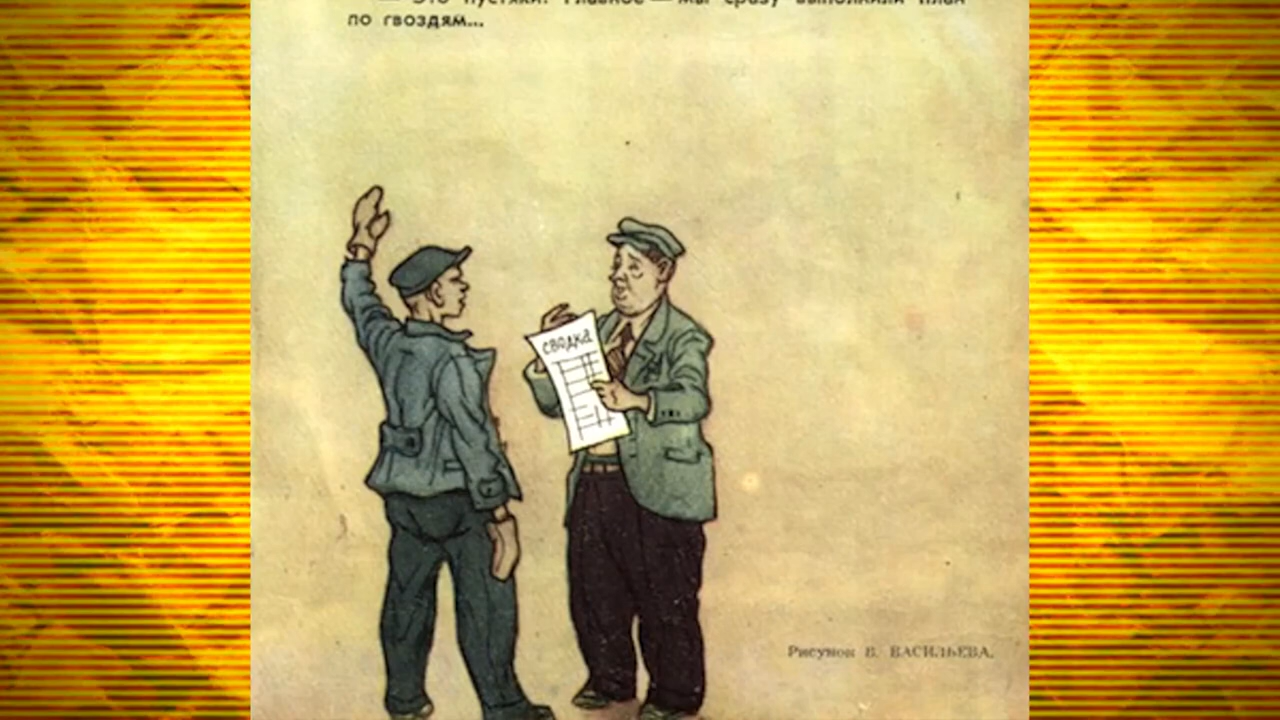 — Это пустяки! Главное — мы сразу выполнили план
по гвоздям...
сводка
Рисунок Б. ВАСИЛЬЕВА.